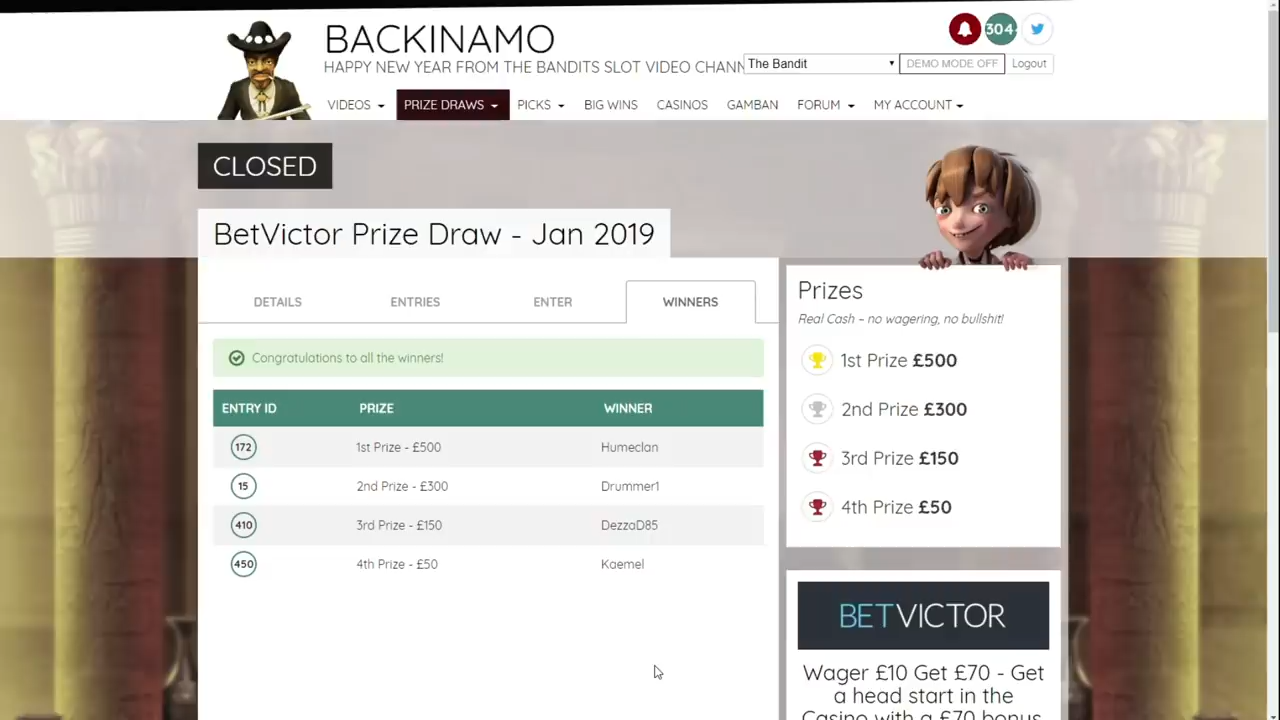 BACKINAMO
HAPPY NEW YEAR FROM THE BANDITS SLOT VIDEO CHANN
304
The Bandit
DEMO MODE OFF
Logout
VIDEOS
PRIZE DRAWS
PICKS
BIG WINS
CASINOS
GAMBAN
FORUM
MY ACCOUNT
CLOSED
BetVictor Prize Draw - Jan 2019
DETAILS
ENTRIES
ENTER
WINNERS
Congratulations to all the winners!
ENTRY ID PRIZE WINNER
172 1st Prize - £500 Humeclan
15 2nd Prize - £300 Drummer1
410 3rd Prize - £150 DezzaD85
450 4th Prize - £50 Kaemel
Prizes
Real Cash – no wagering, no bullshit!
1st Prize £500
2nd Prize £300
3rd Prize £150
4th Prize £50
BETVICTOR
Wager £10 Get £70 - Get
a head start in the
Casino with a £70 bonus